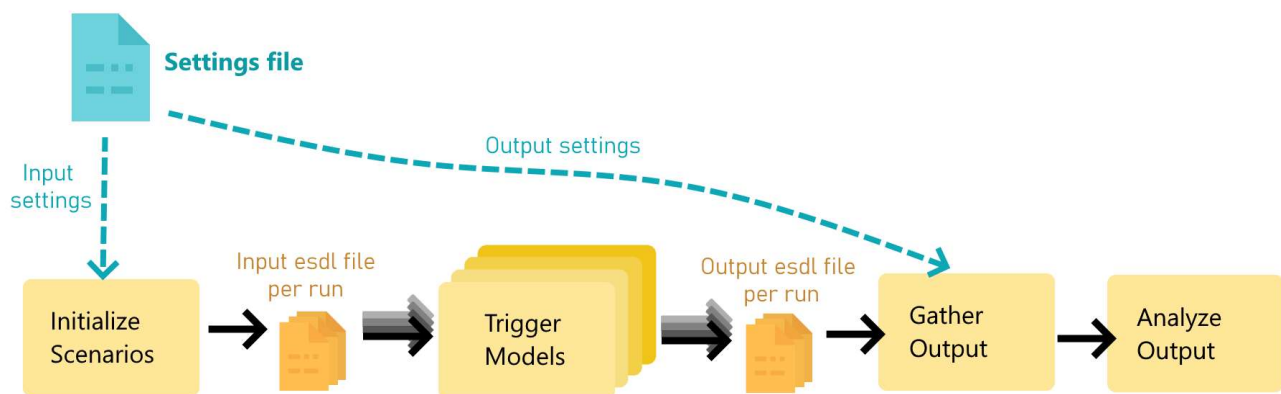 Settings file
Output settings
Input
settings
Input esdl file
per run
Output esdl file
per run
Initialize
Scenarios
Trigger
Models
Gather
Output
Analyze
Output